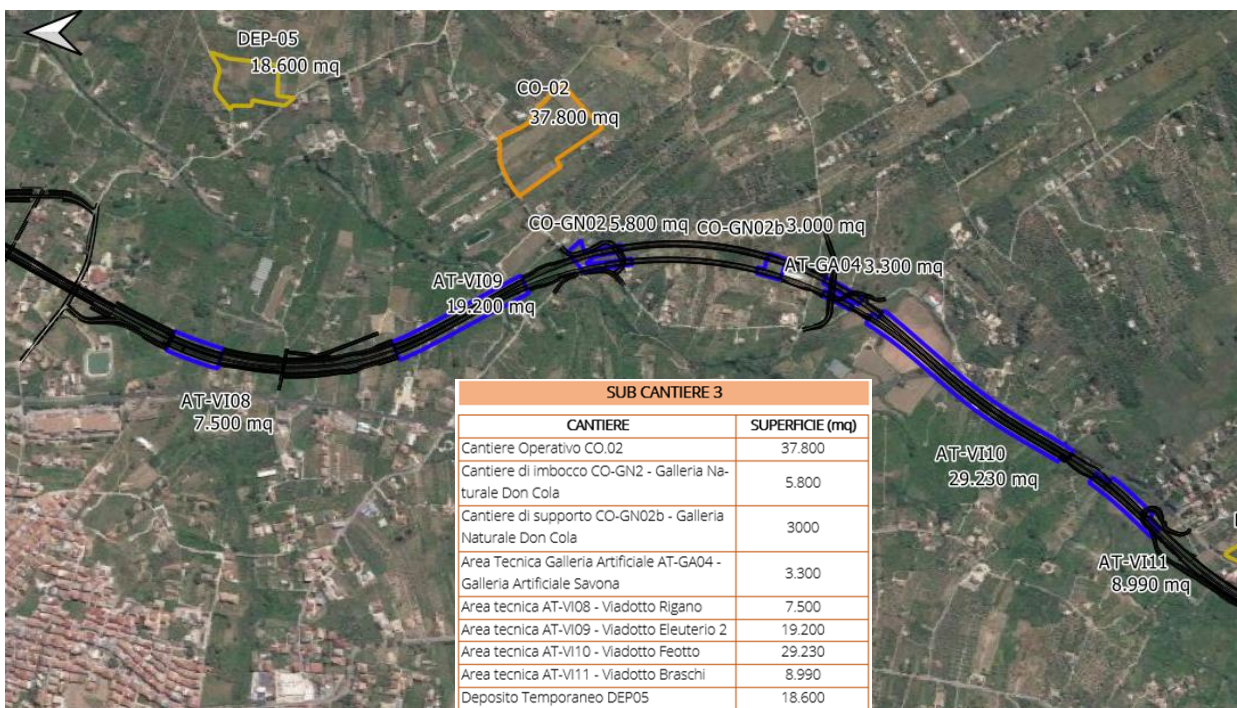 DEP-05
18.600 mq
CO-02
37.800 mq
CO-GN02 5.800 mq
CO-GN02b 3.000 mq
AT-GA04 3.300 mq
AT-VI09
19.200 mq
AT-VI08
7.500 mq
AT-VI10
29.230 mq
AT-VI11
8.990 mq
SUB CANTIERE 3
CANTIERE SUPERFICIE (mq)
Cantiere Operativo CO.02 37.800
Cantiere di imbocco CO-GN2 - Galleria Na-
turale Don Cola 5.800
Cantiere di supporto CO-GN02b - Galleria
Naturale Don Cola 3000
Area Tecnica Galleria Artificiale AT-GA04 -
Galleria Artificiale Savona 3.300
Area tecnica AT-VI08 - Viadotto Rigano 7.500
Area tecnica AT-VI09 - Viadotto Eleuterio 2 19.200
Area tecnica AT-VI10 - Viadotto Feotto 29.230
Area tecnica AT-VI11 - Viadotto Braschi 8.990
Deposito Temporaneo DEP05 18.600